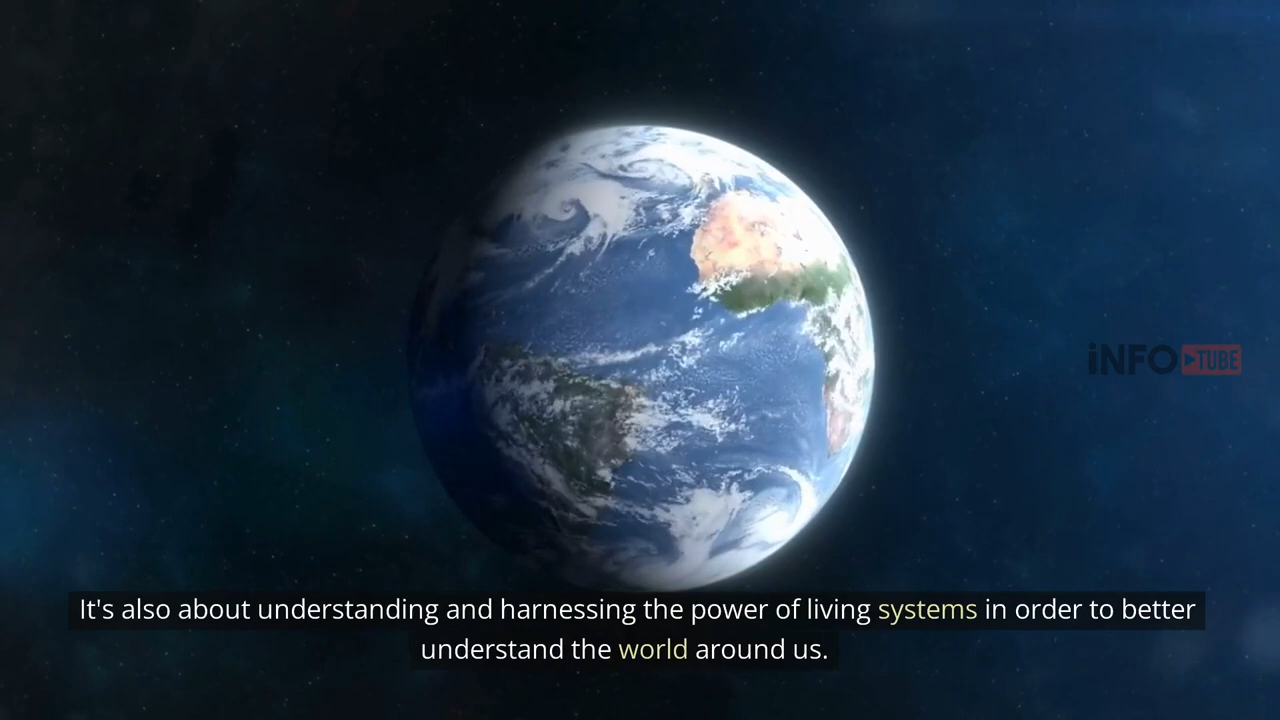 iNFO TUBE
It's also about understanding and harnessing the power of living systems in order to better
understand the world around us.